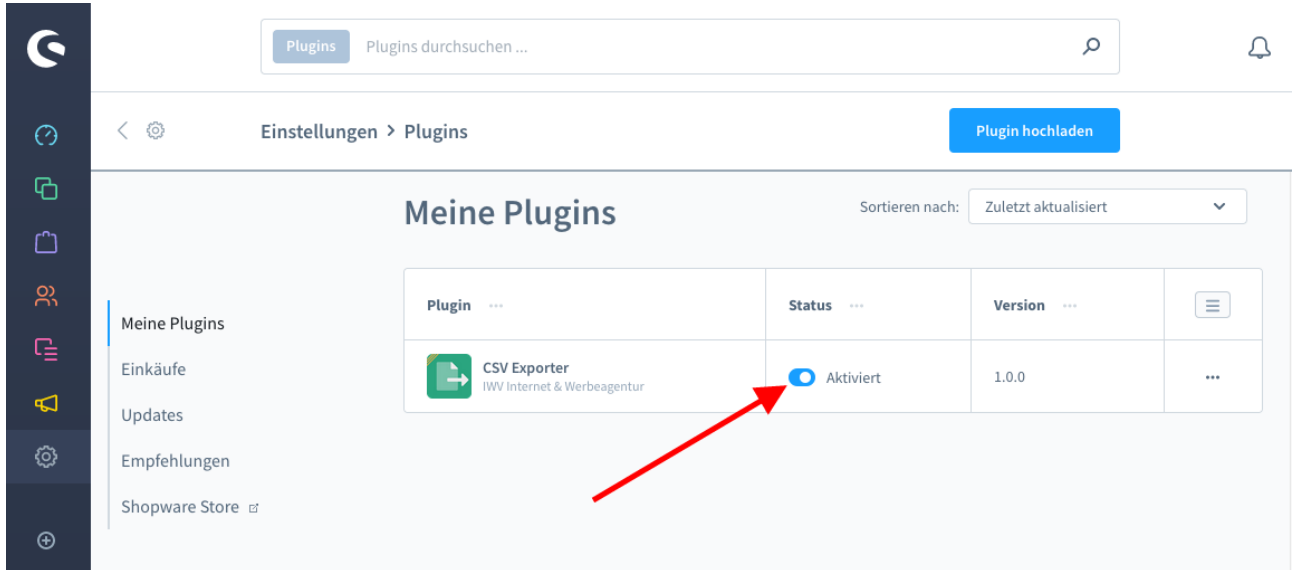 Plugins Plugins durchsuchen ...
Einstellungen > Plugins
Plugin hochladen
Meine Plugins
Sortieren nach: Zuletzt aktualisiert
Meine Plugins
Einkäufe
Updates
Empfehlungen
Shopware Store
Plugin ··· Status ··· Version ···
CSV Exporter
IWV Internet & Werbeagentur
Aktiviert
1.0.0